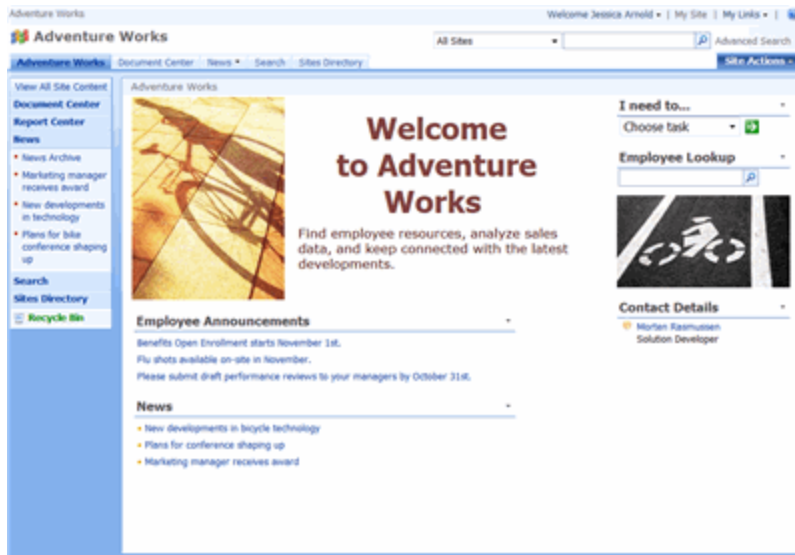 Adventure Works
Welcome Jessica Arnold | My Site | My Links |
Adventure Works
All Sites
Advanced Search
Adventure Works Document Center News Search Sites Directory
Site Actions
View All Site Content
Adventure Works
Document Center
Report Center
News
News Archive
Marketing manager
receives award
New developments
in technology
Plans for bike
conference shaping
up
Search
Sites Directory
Recycle Bin
Welcome
to Adventure
Works
Find employee resources, analyze sales
data, and keep connected with the latest
developments.
Employee Announcements
Benefits Open Enrollment starts November 1st.
Flu shots available on-site in November.
Please submit draft performance reviews to your managers by October 31st.
News
New developments in bicycle technology
Plans for conference shaping up
Marketing manager receives award
I need to...
Choose task
Employee Lookup
Contact Details
Morten Rasmussen
Solution Developer